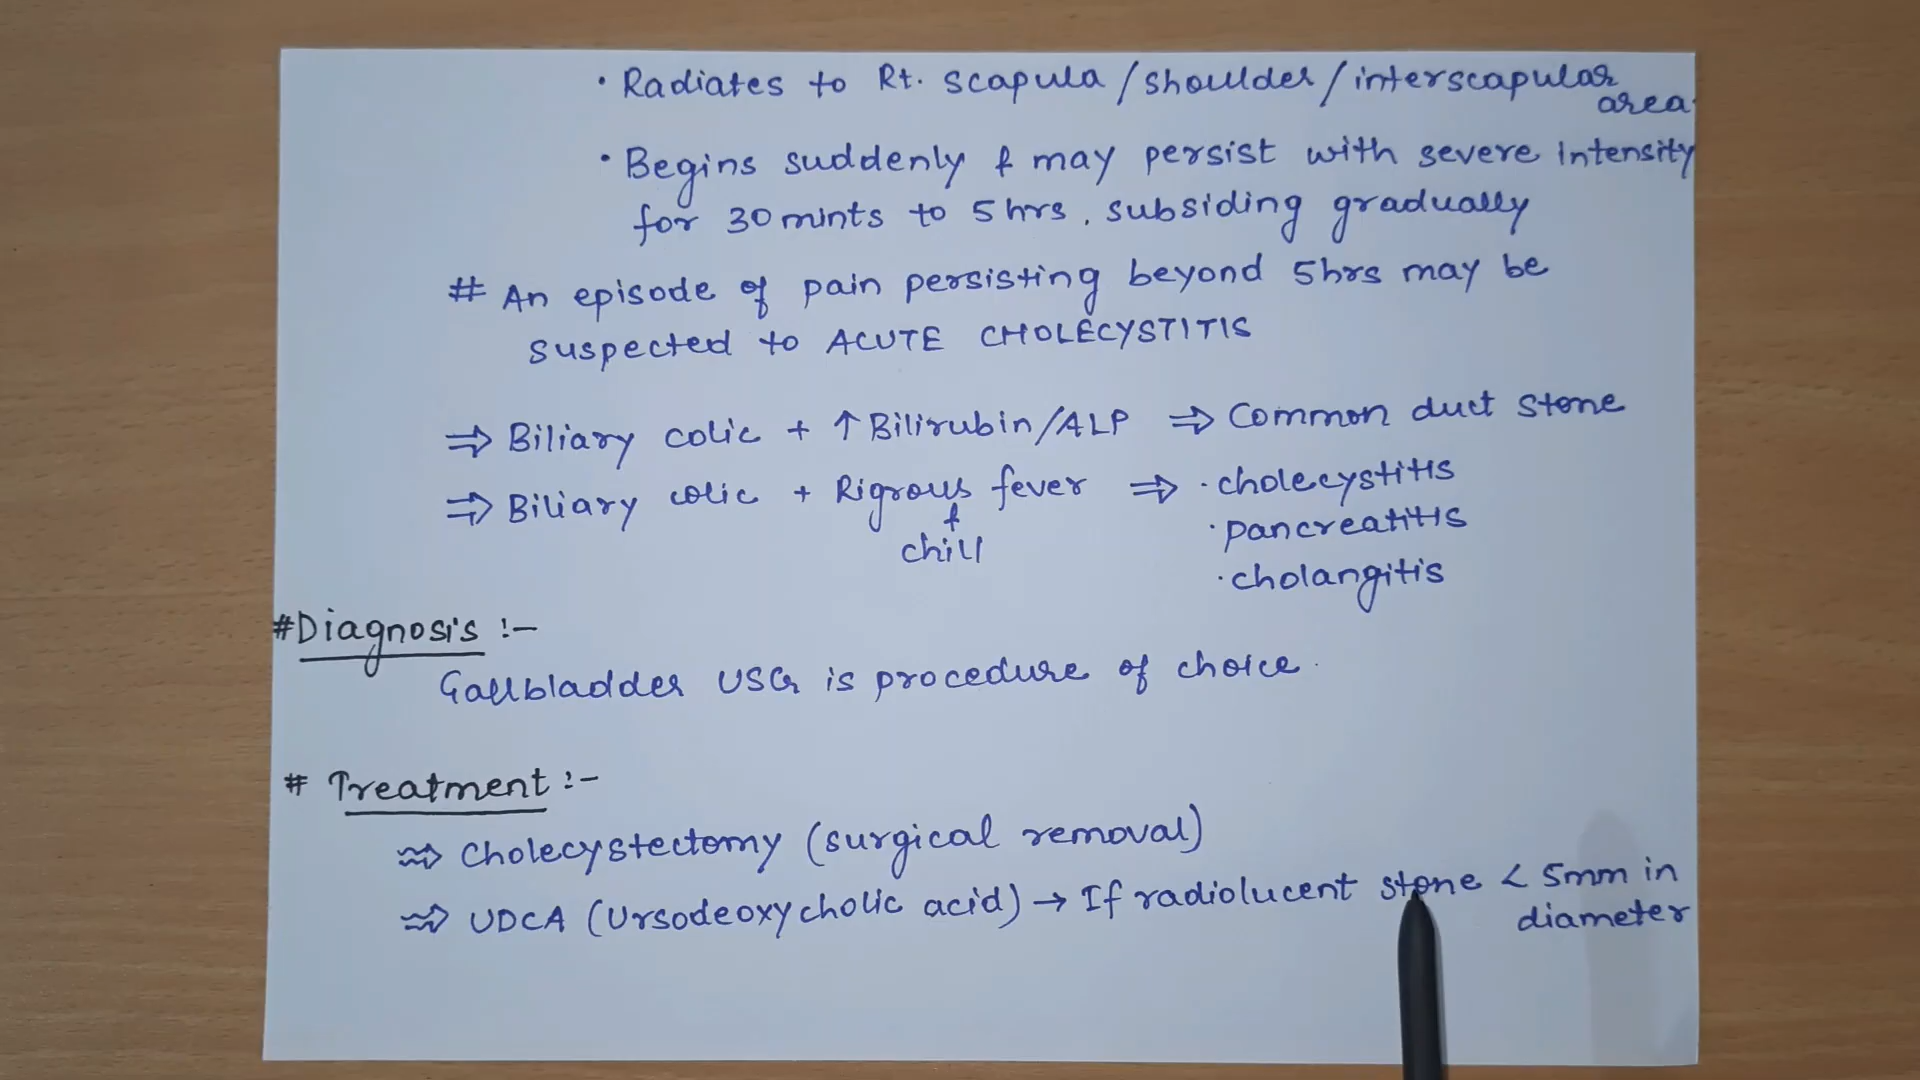 • Radiates to Rt. scapula/shoulder/interscapular
area.
• Begins suddenly & may persist with severe intensity
for 30 mints to 5 hrs, subsiding gradually
# An episode of pain persisting beyond 5hrs may be
suspected to ACUTE CHOLECYSTITIS
⇒ Biliary colic + ↑ Bilirubin/ALP ⇒ Common duct stone
⇒ Biliary colic + Rigrous fever ⇒ • cholecystitis
&
chill
• pancreatitis
• cholangitis
# Diagnosis :-
Gallbladder USG is procedure of choice.
# Treatment :-
⇒ Cholecystectomy (surgical removal)
⇒ UDCA (Ursodeoxycholic acid) → If radiolucent stone < 5mm in
diameter